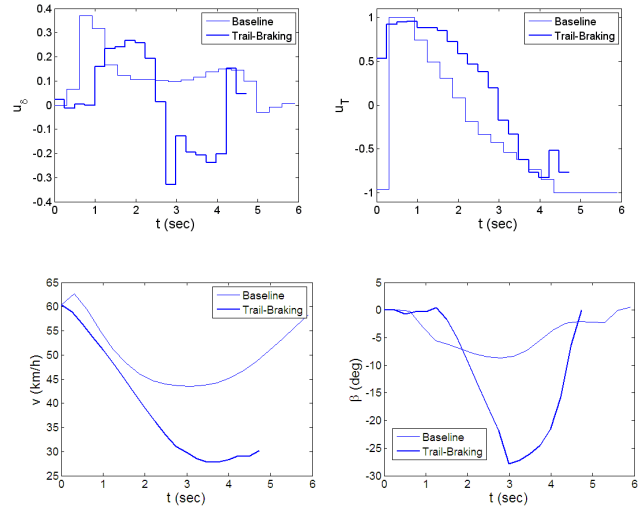 0.4
0.3
0.2
0.1
0
0.1
0.2
0.3
0.4
u_δ
0 1 2 3 4 5 6
t (sec)
Baseline
Trail-Braking
1
0.5
0
-0.5
-1
u_T
0 1 2 3 4 5 6
t (sec)
Baseline
Trail-Braking
65
60
55
50
45
40
35
30
25
v (km/h)
0 1 2 3 4 5 6
t (sec)
Baseline
Trail-Braking
5
0
-5
-10
-15
-20
-25
-30
β (deg)
0 1 2 3 4 5 6
t (sec)
Baseline
Trail-Braking